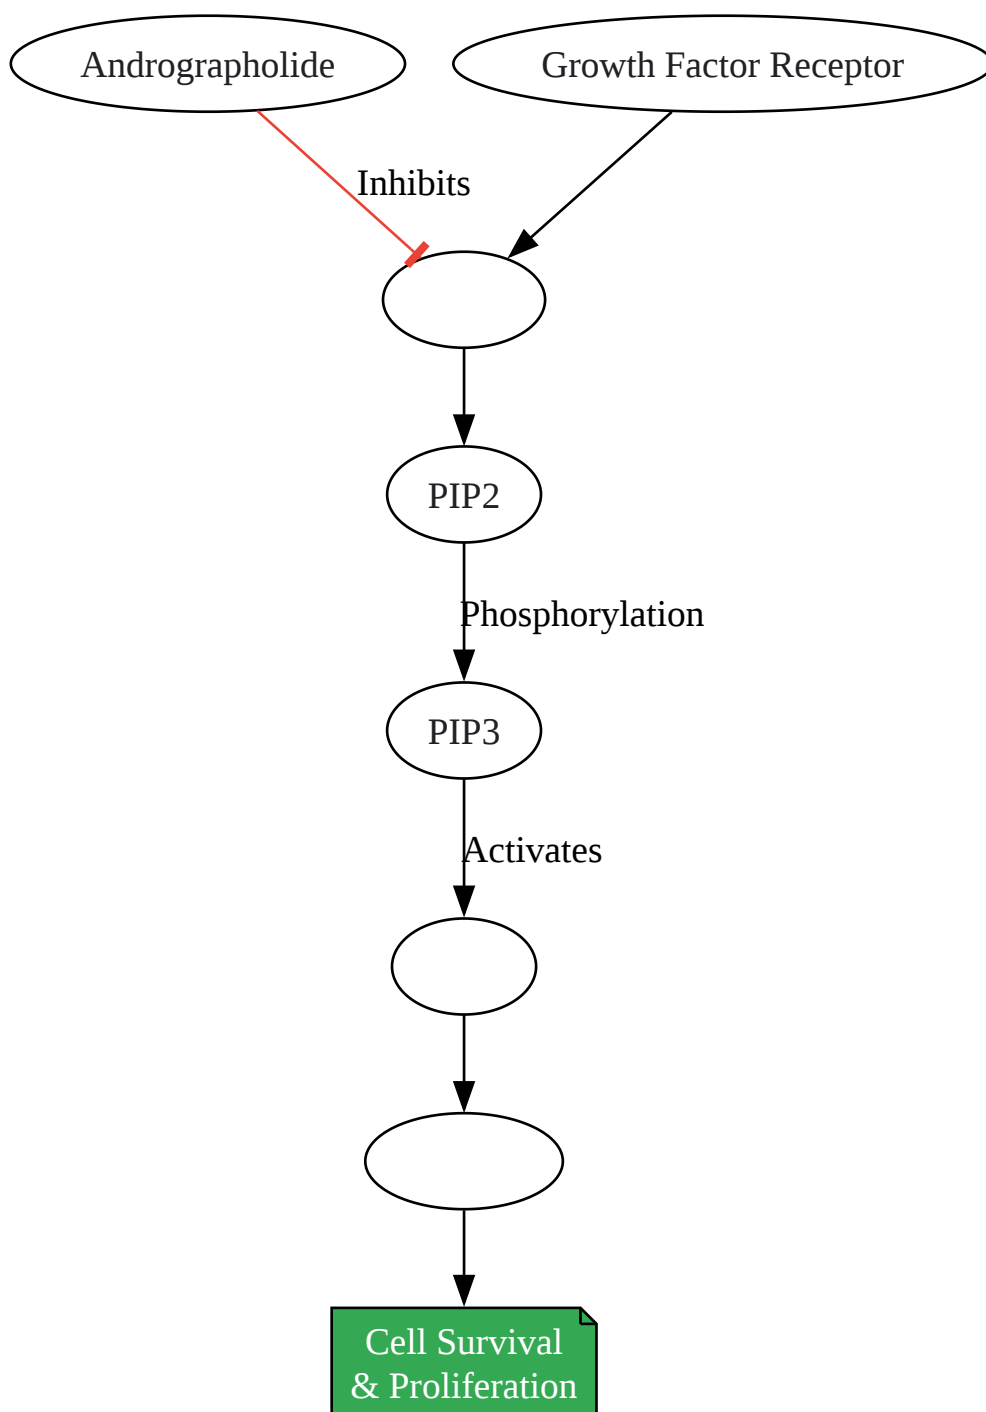 Andrographolide
Growth Factor Receptor
Inhibits
PIP2
Phosphorylation
PIP3
Activates
Cell Survival
& Proliferation